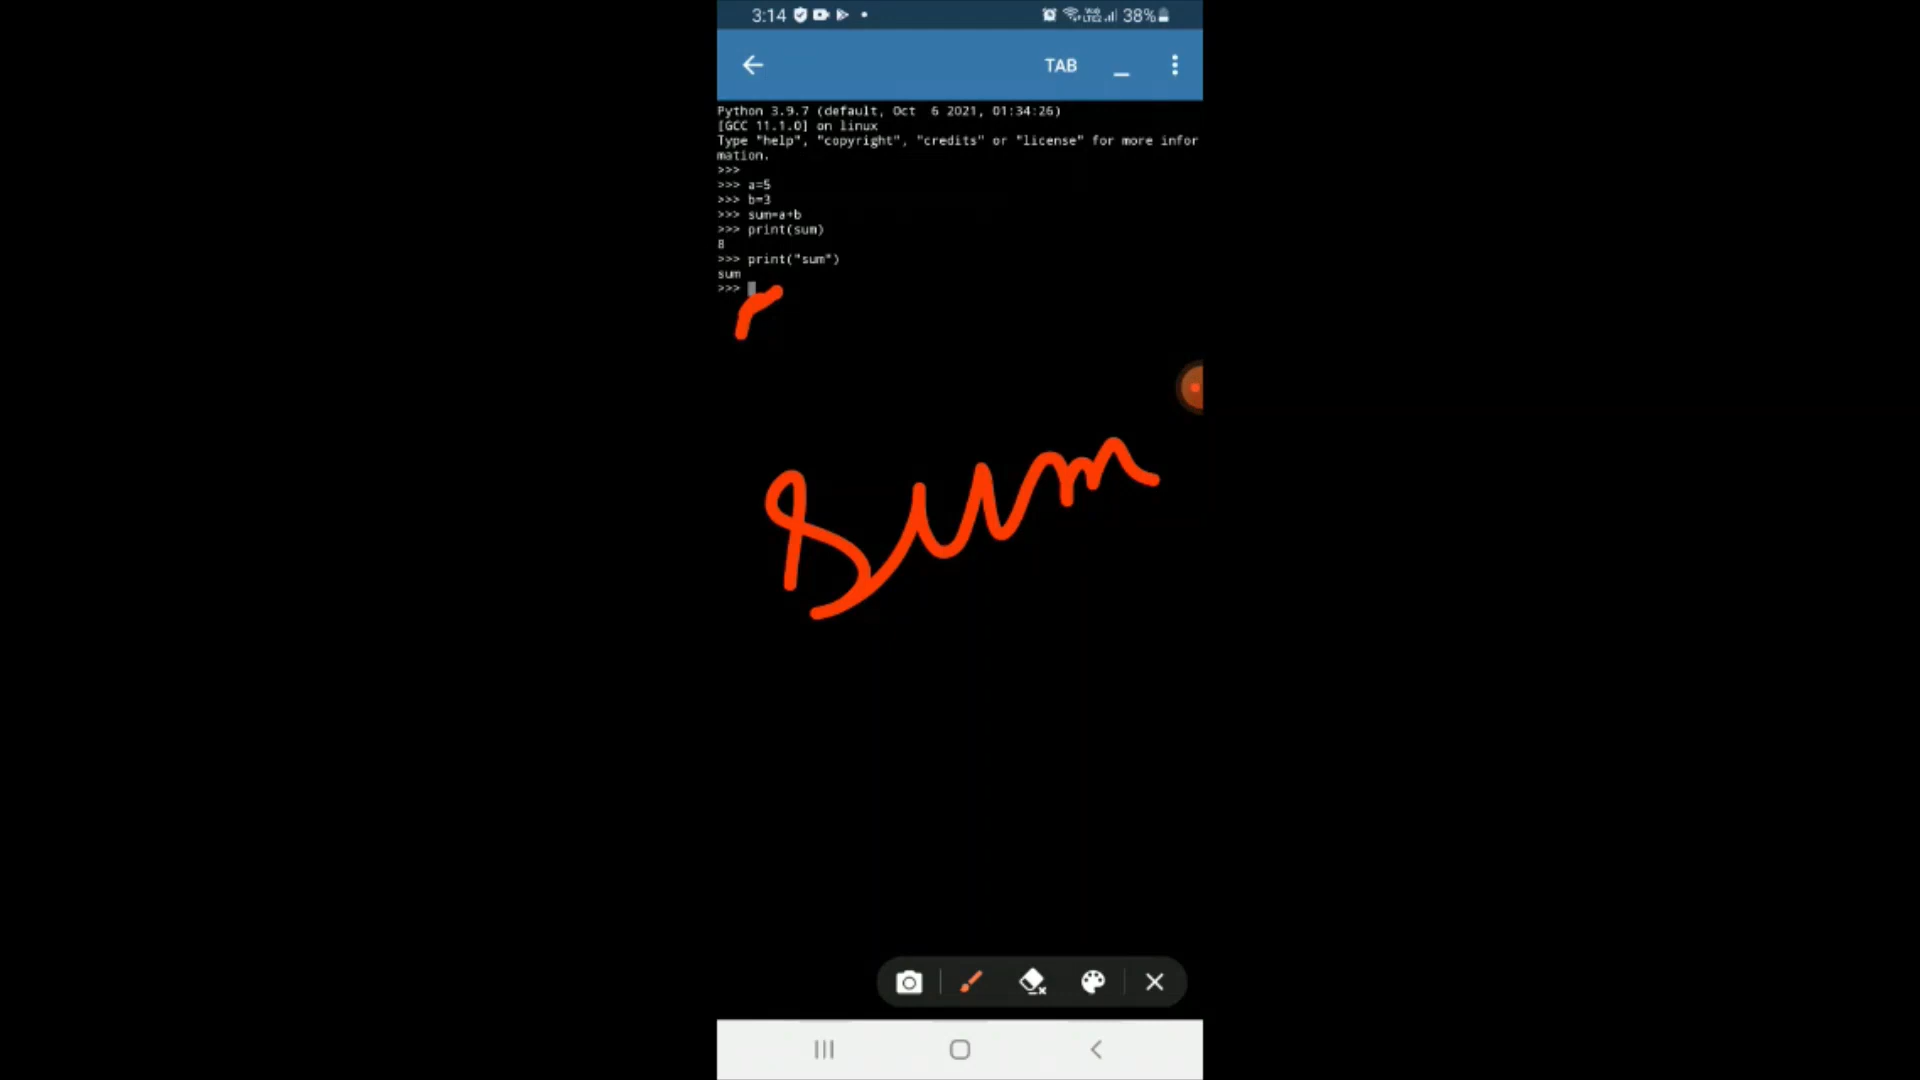 3:14 38%
TAB
Python 3.9.7 (default, Oct  6 2021, 01:34:26)
[GCC 11.1.0] on linux
Type "help", "copyright", "credits" or "license" for more infor
mation.
>>>
>>> a=5
>>> b=3
>>> sum=a+b
>>> print(sum)
8
>>> print("sum")
sum
>>>
sum